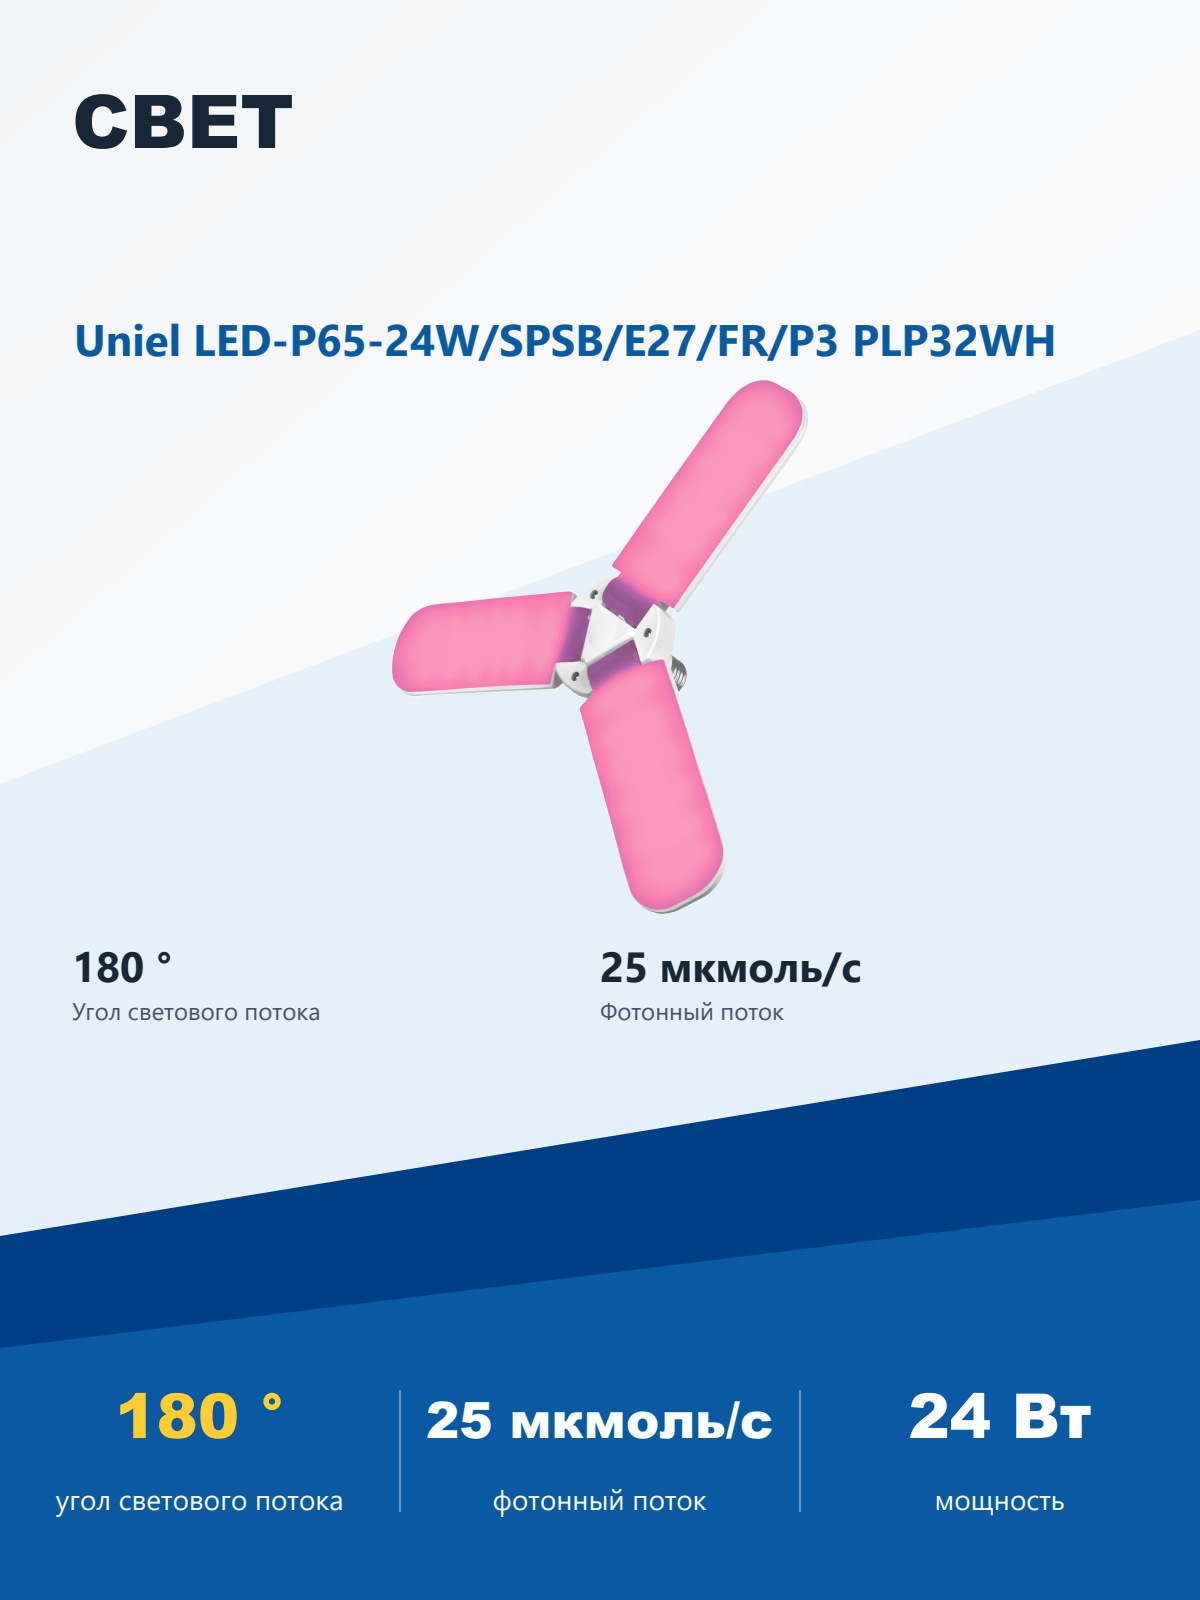 СВЕТ
Uniel LED-P65-24W/SPSB/E27/FR/P3 PLP32WH
180 °
Угол светового потока
25 мкмоль/с
Фотонный поток
180 °
угол светового потока
25 мкмоль/с
фотонный поток
24 Вт
мощность